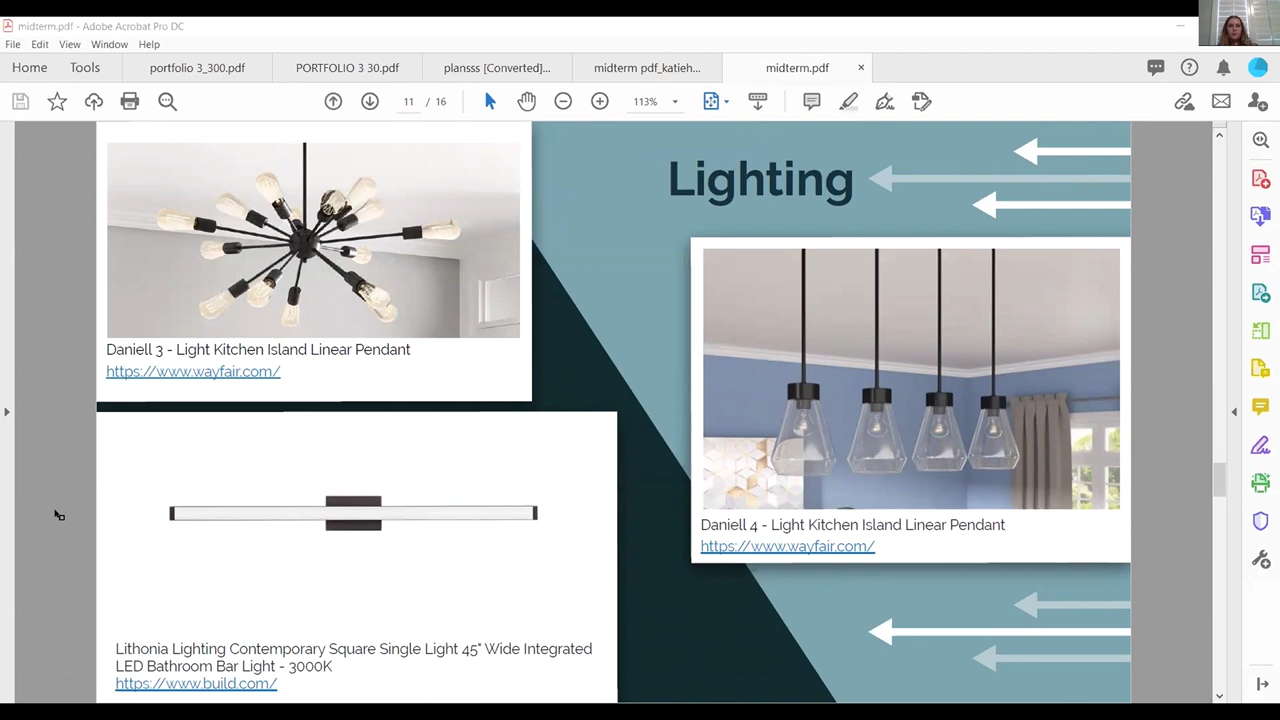 midterm.pdf - Adobe Acrobat Pro DC
File Edit View Window Help
Home Tools portfolio 3_300.pdf PORTFOLIO 3 30.pdf plansss [Converted]... midterm pdf_katieh... midterm.pdf ×
11 / 16 113%
Lighting
Daniell 3 - Light Kitchen Island Linear Pendant
https://www.wayfair.com/
Daniell 4 - Light Kitchen Island Linear Pendant
https://www.wayfair.com/
Lithonia Lighting Contemporary Square Single Light 45" Wide Integrated
LED Bathroom Bar Light - 3000K
https://www.build.com/